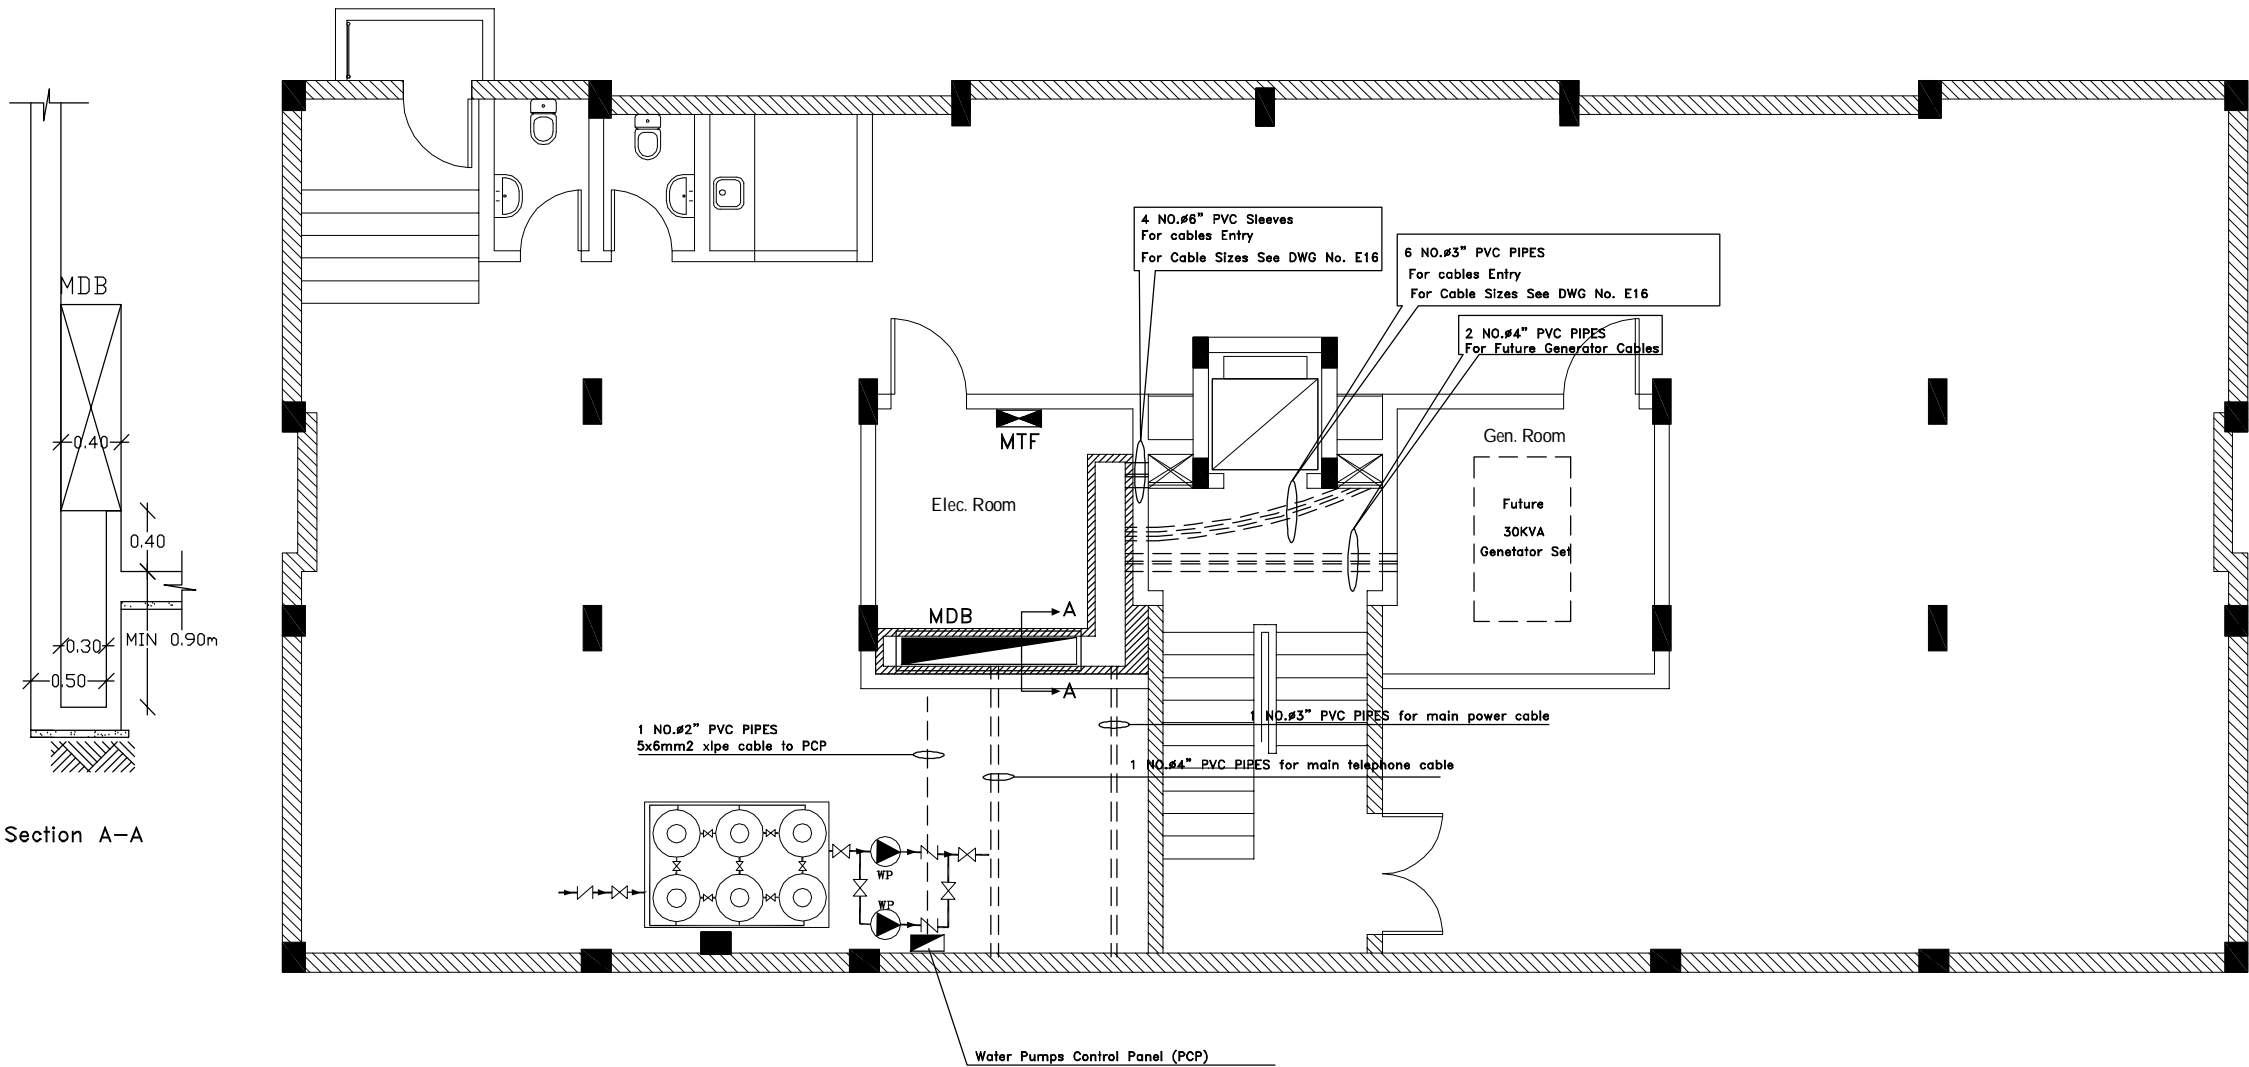 4 NO.ø6" PVC Sleeves
For cables Entry
For Cable Sizes See DWG No. E16
6 NO.ø3" PVC PIPES
For cables Entry
For Cable Sizes See DWG No. E16
2 NO.ø4" PVC PIPES
For Future Generator Cables
MDB
0.40
0.40
0.30
MIN 0.90m
0.50
Section A-A
MTF
Elec. Room
Gen. Room
Future
30KVA
Genetator Set
MDB
A
A
1 NO.ø2" PVC PIPES
5x6mm2 xlpe cable to PCP
1 NO.ø3" PVC PIPES for main power cable
1 NO.ø4" PVC PIPES for main telephone cable
WP
WP
Water Pumps Control Panel (PCP)